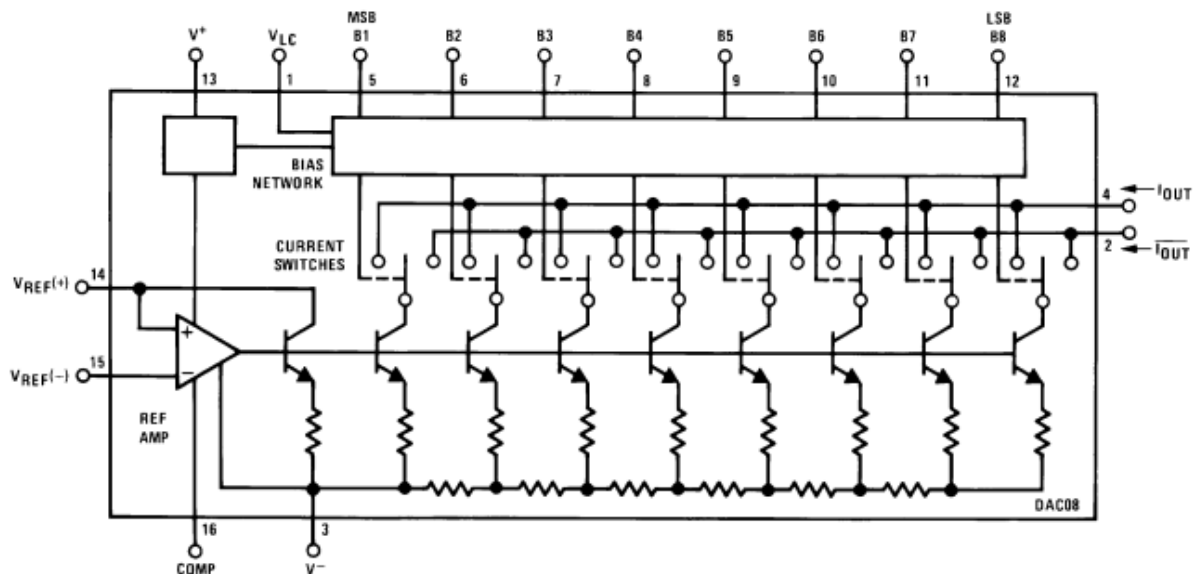 MSB LSB
V+ VLC B1 B2 B3 B4 B5 B6 B7 B8
13 1 5 6 7 8 9 10 11 12
BIAS
NETWORK
4 IOUT
CURRENT
SWITCHES
2 IOUT
14
VREF(+)
15
VREF(−)
+
−
REF
AMP
DAC08
16 3
COMP V−